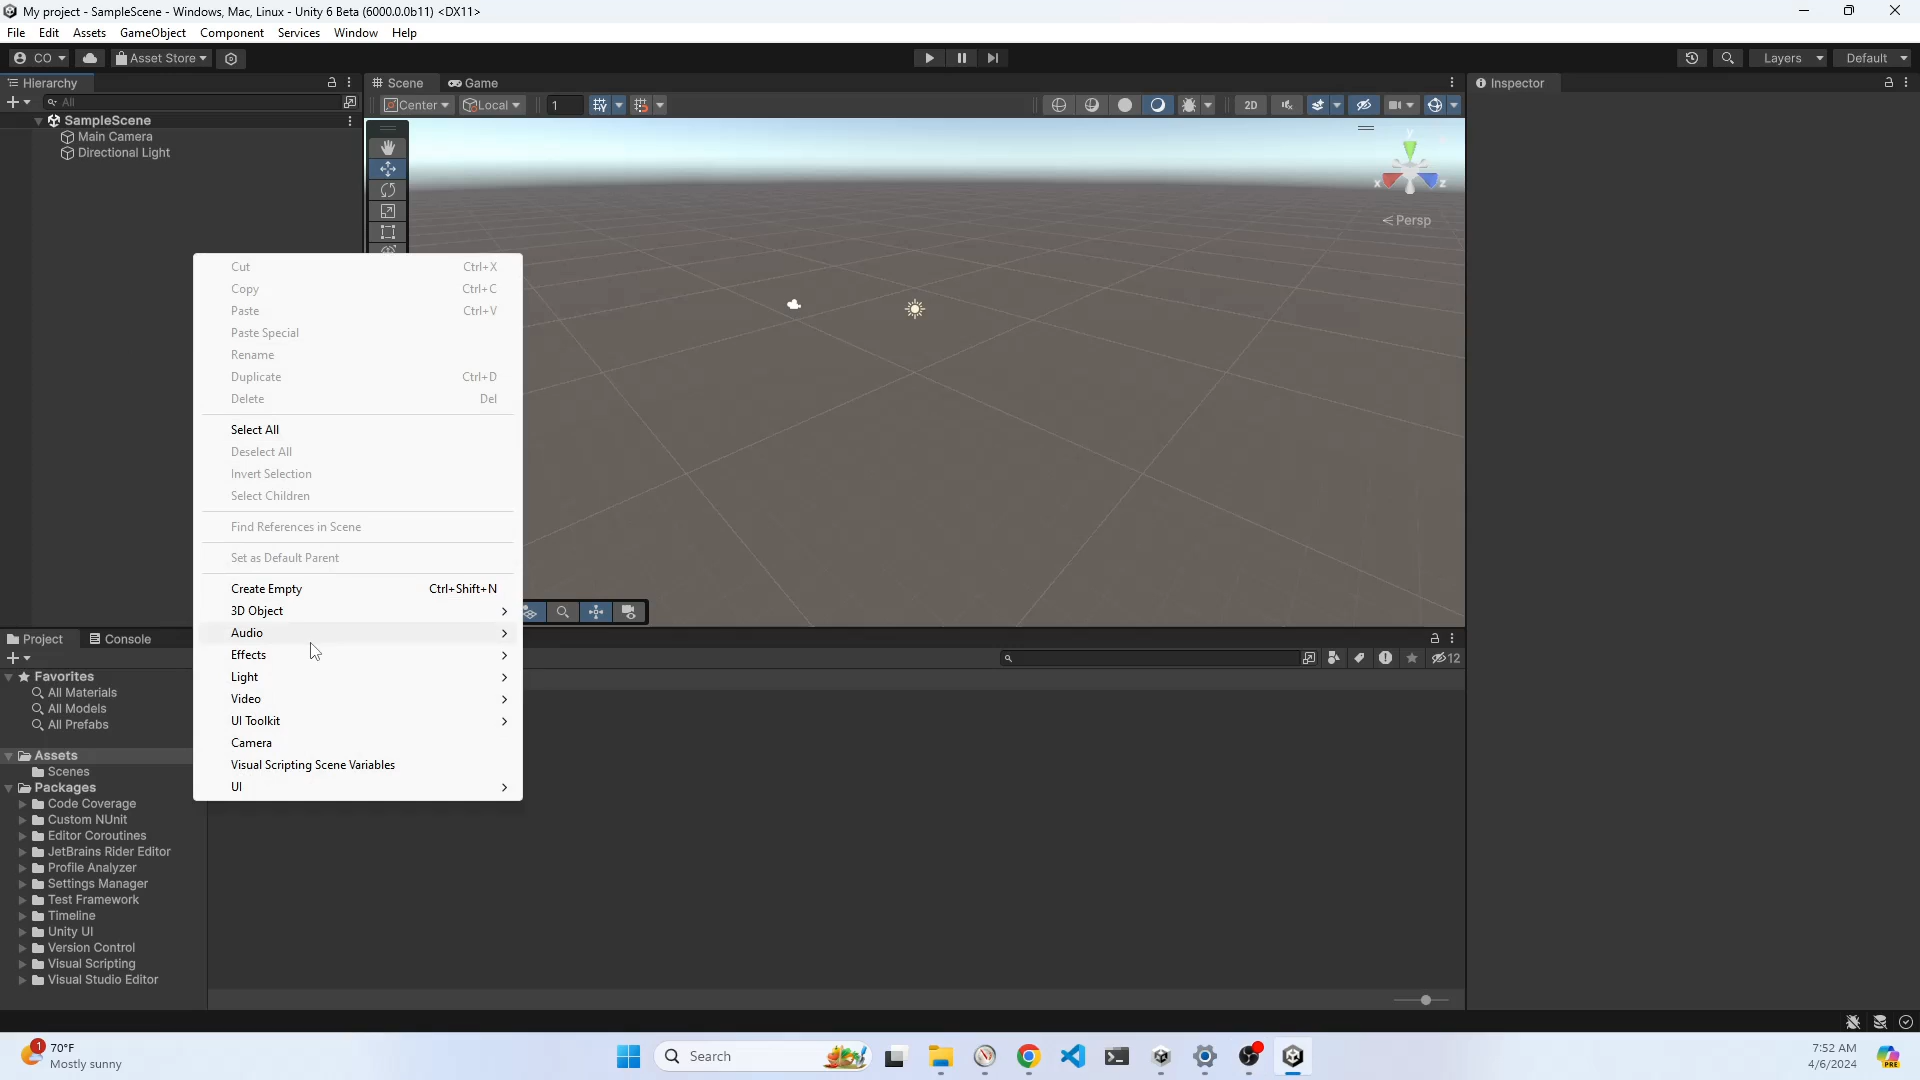 My project - SampleScene - Windows, Mac, Linux - Unity 6 Beta (6000.0.0b11) <DX11>
File Edit Assets GameObject Component Services Window Help
CO Asset Store Layers Default
Hierarchy Scene Game Inspector
All Center Local 1 2D
SampleScene
Main Camera
Directional Light
y
x z
Persp
Cut Ctrl+X
Copy Ctrl+C
Paste Ctrl+V
Paste Special
Rename
Duplicate Ctrl+D
Delete Del
Select All
Deselect All
Invert Selection
Select Children
Find References in Scene
Set as Default Parent
Create Empty Ctrl+Shift+N
3D Object
Audio
Effects
Light
Video
UI Toolkit
Camera
Visual Scripting Scene Variables
UI
Project Console
12
Favorites
All Materials
All Models
All Prefabs
Assets
Scenes
Packages
Code Coverage
Custom NUnit
Editor Coroutines
JetBrains Rider Editor
Profile Analyzer
Settings Manager
Test Framework
Timeline
Unity UI
Version Control
Visual Scripting
Visual Studio Editor
1 70°F
Mostly sunny
Search
7:52 AM
4/6/2024
PRE